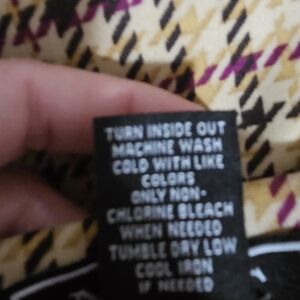 TURN INSIDE OUT
MACHINE WASH
COLD WITH LIKE
COLORS
ONLY NON-
CHLORINE BLEACH
WHEN NEEDED
TUMBLE DRY LOW
COOL IRON
IF NEEDED